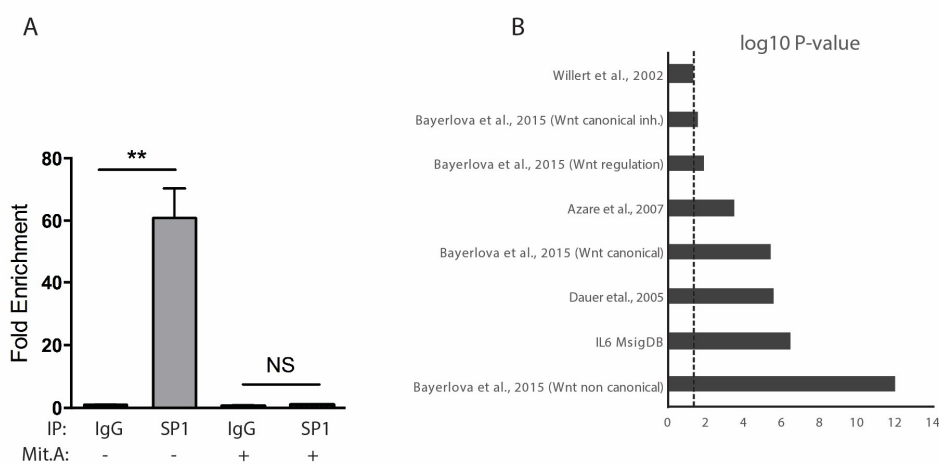 A
Fold Enrichment
80
60
40
20
0
**
NS
IP: IgG SP1 IgG SP1
Mit.A: - - + +
B
log10 P-value
Willert et al., 2002
Bayerlova et al., 2015 (Wnt canonical inh.)
Bayerlova et al., 2015 (Wnt regulation)
Azare et al., 2007
Bayerlova et al., 2015 (Wnt canonical)
Dauer etal., 2005
IL6 MsigDB
Bayerlova et al., 2015 (Wnt non canonical)
0 2 4 6 8 10 12 14